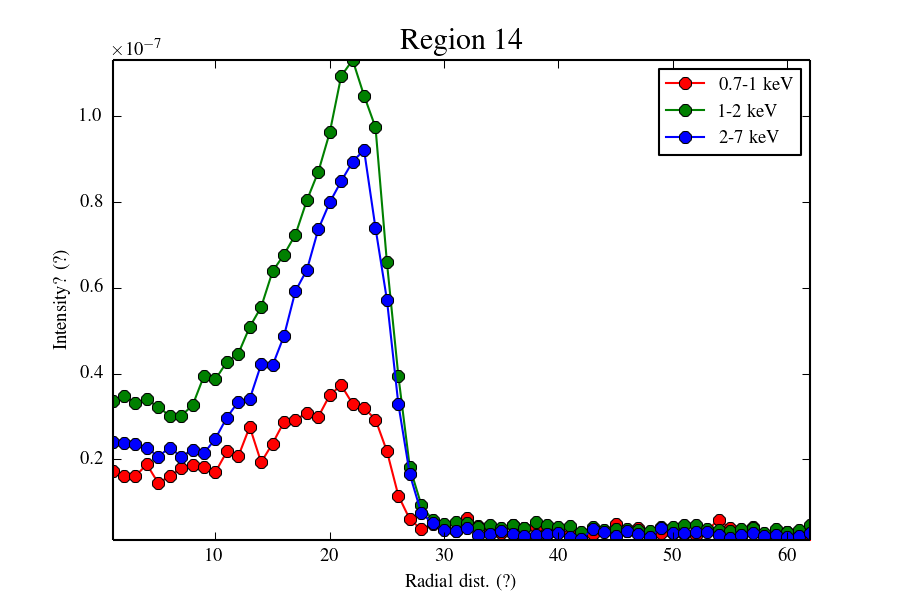 Region 14
×10⁻⁷
0.7-1 keV
1-2 keV
2-7 keV
1.0
0.8
0.6
0.4
0.2
Intensity? (?)
10 20 30 40 50 60
Radial dist. (?)